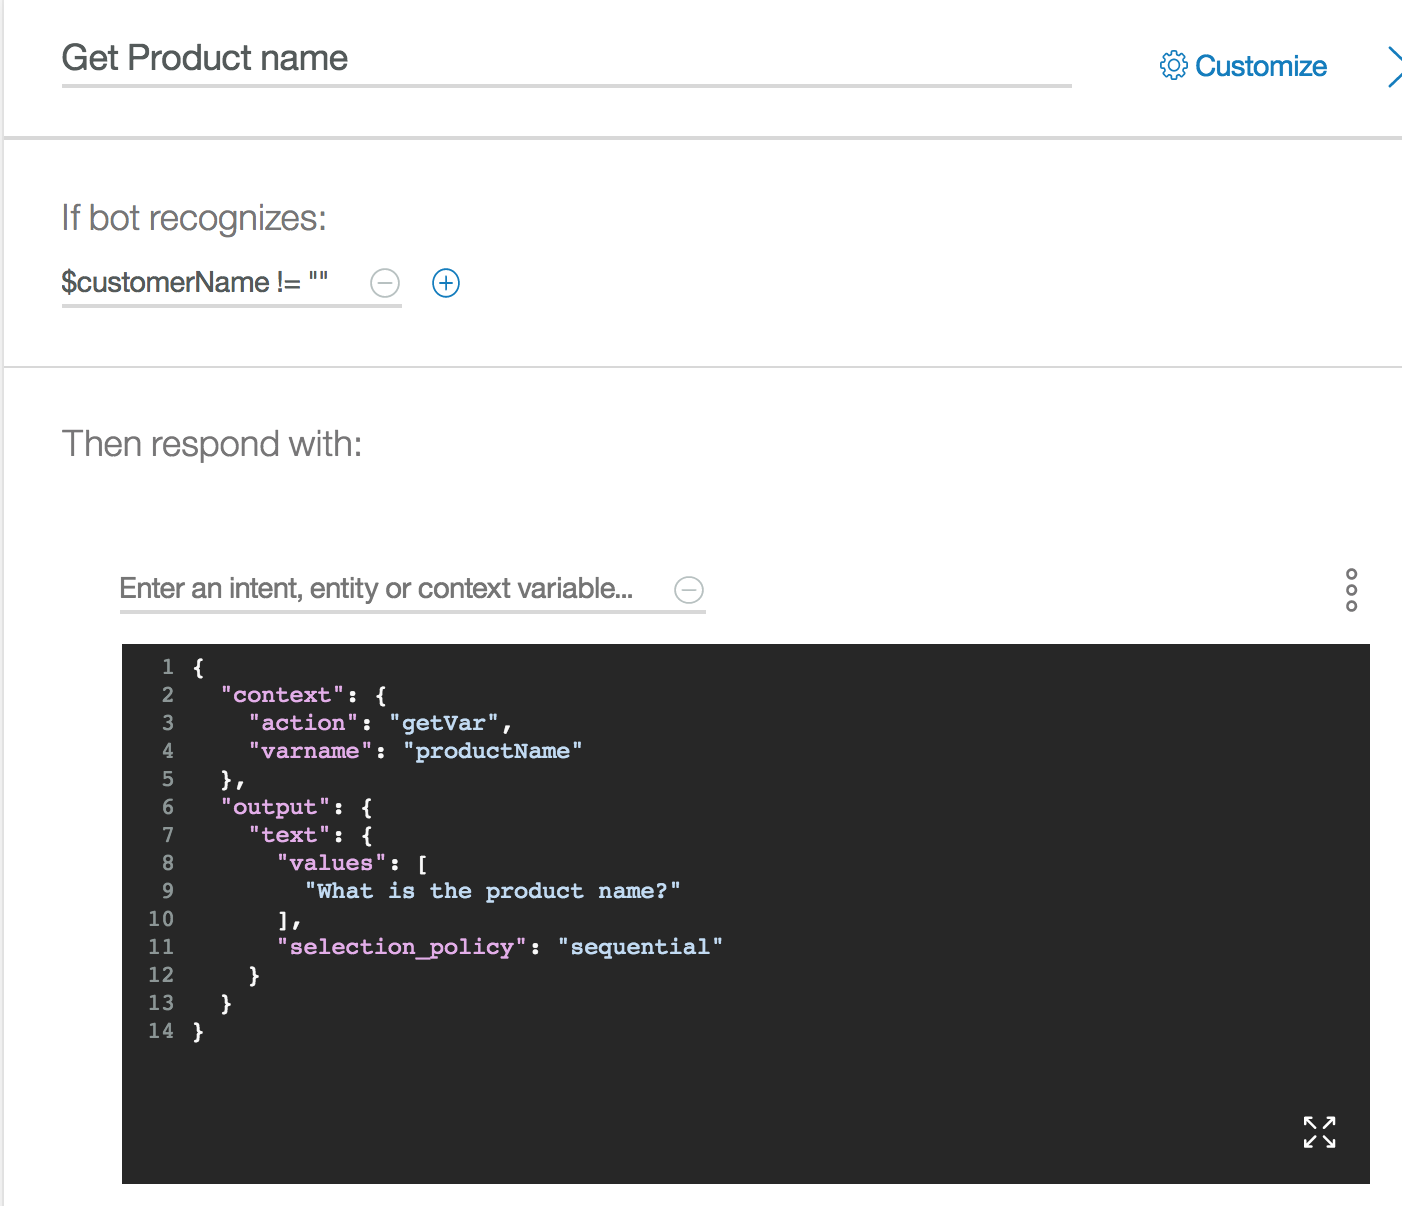 Get Product name
Customize
If bot recognizes:
$customerName != ""
Then respond with:
Enter an intent, entity or context variable...
1 {
2   "context": {
3     "action": "getVar",
4     "varname": "productName"
5   },
6   "output": {
7     "text": {
8       "values": [
9         "What is the product name?"
10       ],
11       "selection_policy": "sequential"
12     }
13   }
14 }